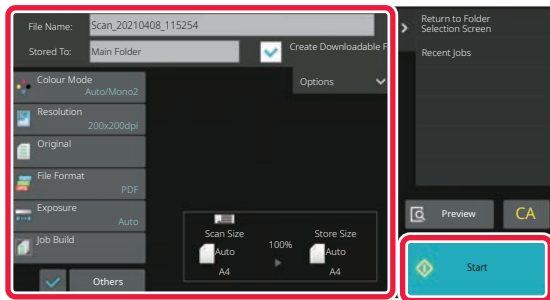 File Name:
Scan_20210408_115254
Stored To:
Main Folder
Create Downloadable F
Options
Colour Mode
Auto/Mono2
Resolution
200x200dpi
Original
File Format
PDF
Exposure
Auto
Job Build
Others
Scan Size
Auto
A4
100%
Store Size
Auto
A4
Return to Folder
Selection Screen
Recent Jobs
Preview
CA
Start